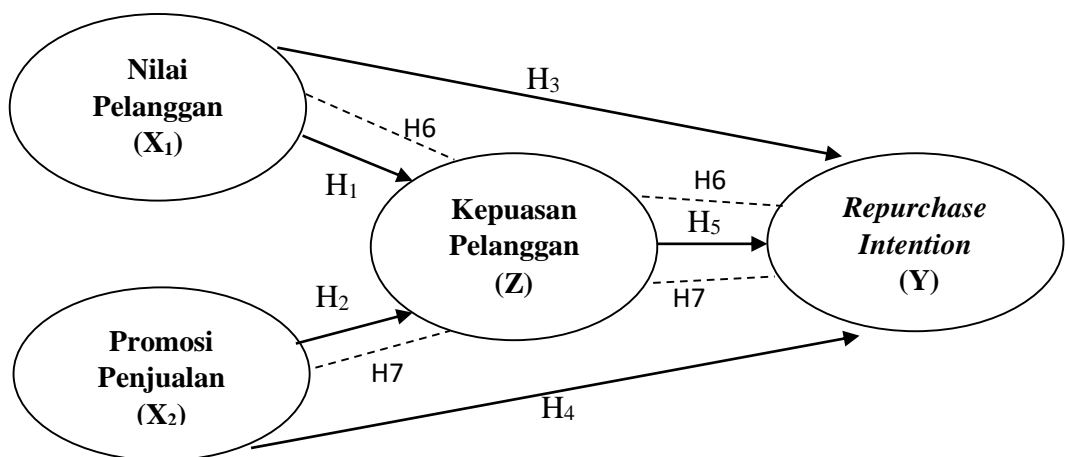 Nilai
Pelanggan
(X₁)
H₃
H6
H₁
Kepuasan
Pelanggan
(Z)
H6
H₅
H7
Repurchase
Intention
(Y)
H₂
H7
Promosi
Penjualan
(X₂)
H₄